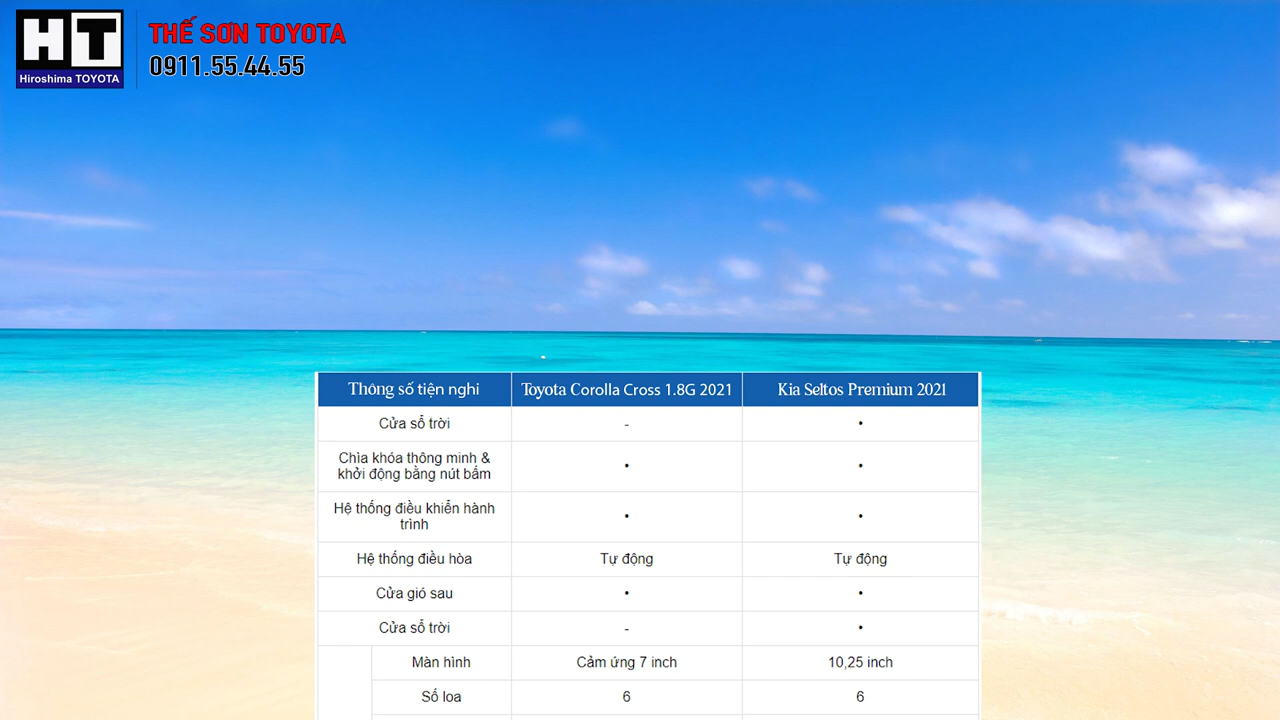 HT
Hiroshima TOYOTA
THẾ SƠN TOYOTA
0911.55.44.55
Thông số tiện nghi Toyota Corolla Cross 1.8G 2021 Kia Seltos Premium 2021
Cửa sổ trời - •
Chìa khóa thông minh &
khởi động bằng nút bấm • •
Hệ thống điều khiển hành
trình • •
Hệ thống điều hòa Tự động Tự động
Cửa gió sau • •
Cửa sổ trời - •
Màn hình Cảm ứng 7 inch 10,25 inch
Số loa 6 6